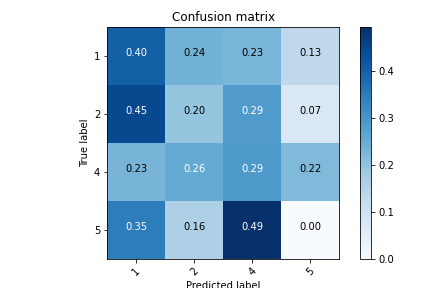 Confusion matrix
True label
1 0.40 0.24 0.23 0.13
2 0.45 0.20 0.29 0.07
4 0.23 0.26 0.29 0.22
5 0.35 0.16 0.49 0.00
1 2 4 5
Predicted label
0.4
0.3
0.2
0.1
0.0